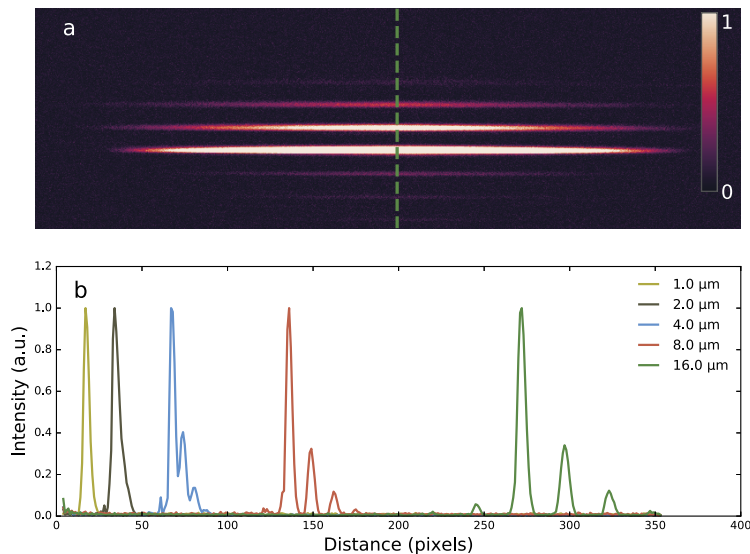 a
1
0
b
Intensity (a.u.)
1.2
1.0
0.8
0.6
0.4
0.2
0.0
1.0 μm
2.0 μm
4.0 μm
8.0 μm
16.0 μm
0 50 100 150 200 250 300 350 400
Distance (pixels)